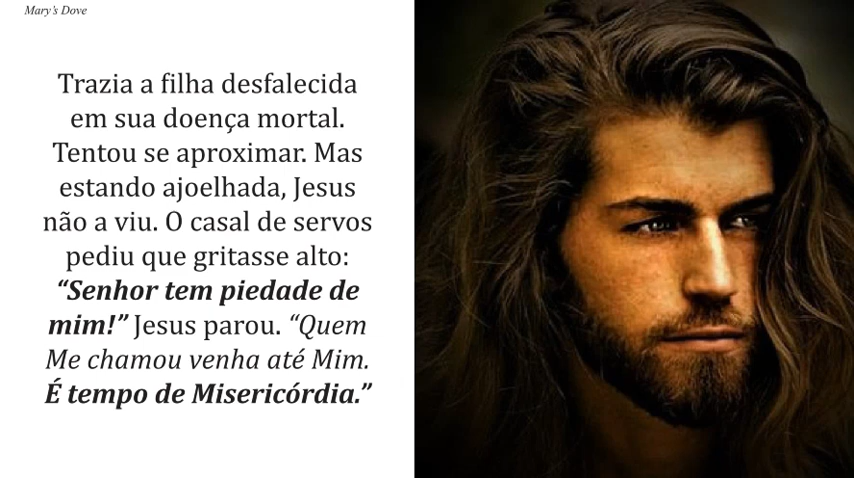 Mary's Dove
Trazia a filha desfalecida
em sua doença mortal.
Tentou se aproximar. Mas
estando ajoelhada, Jesus
não a viu. O casal de servos
pediu que gritasse alto:
“Senhor tem piedade de
mim!” Jesus parou. “Quem
Me chamou venha até Mim.
É tempo de Misericórdia.”